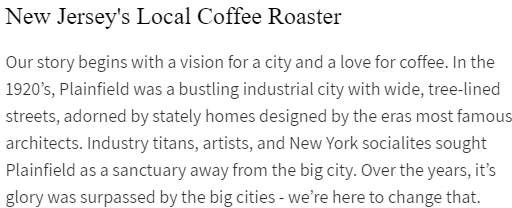 New Jersey's Local Coffee Roaster
Our story begins with a vision for a city and a love for coffee. In the
1920’s, Plainfield was a bustling industrial city with wide, tree-lined
streets, adorned by stately homes designed by the eras most famous
architects. Industry titans, artists, and New York socialites sought
Plainfield as a sanctuary away from the big city. Over the years, it’s
glory was surpassed by the big cities - we’re here to change that.